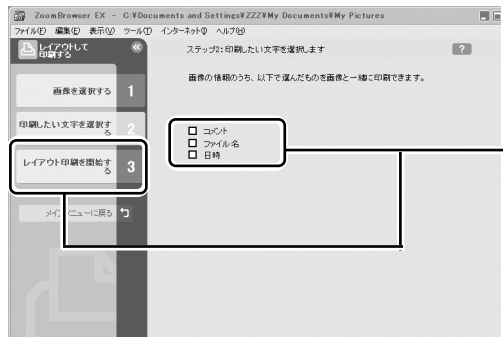 ZoomBrowser EX - C:¥Documents and Settings¥ZZZ¥My Documents¥My Pictures
ファイル(F) 編集(E) 表示(V) ツール(T) インターネット(I) ヘルプ(H)
レイアウトして
印刷する
ステップ2: 印刷したい文字を選択します
?
画像の情報のうち、以下で選んだものを画像と一緒に印刷できます。
画像を選択する 1
印刷したい文字を選択す
る 2
コメント
ファイル名
日時
レイアウト印刷を開始す
る 3
メインメニューに戻る